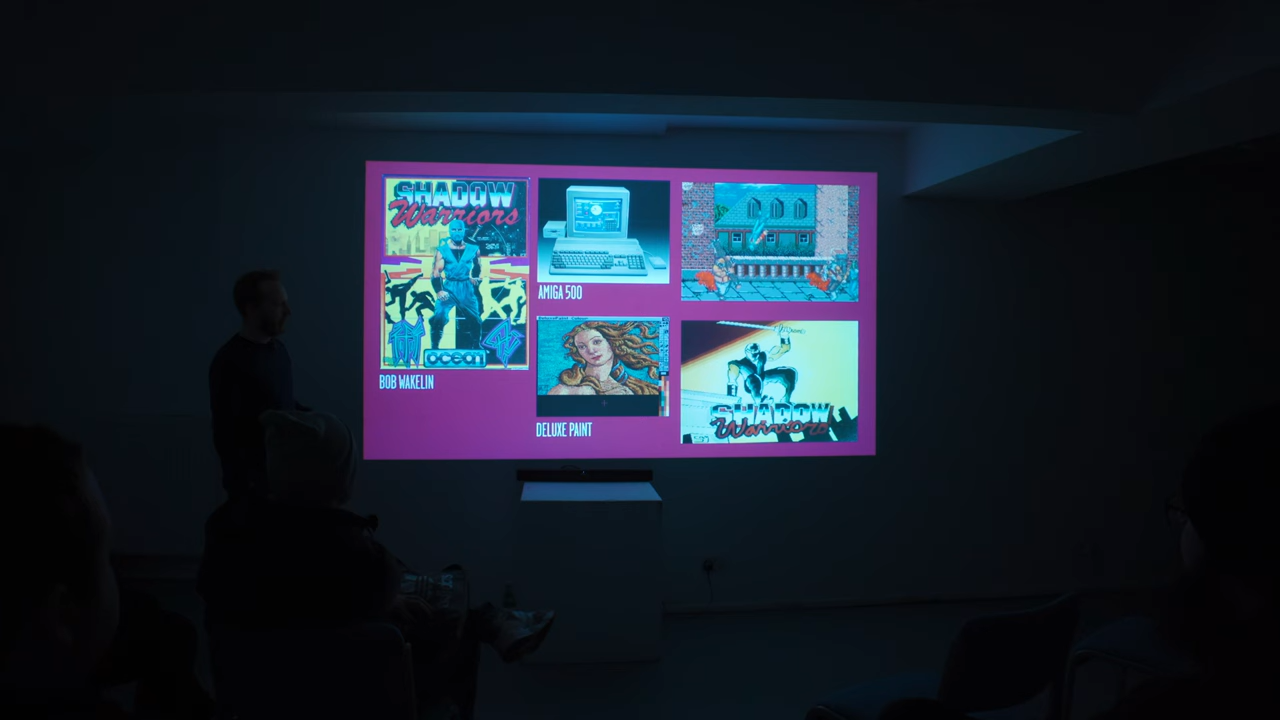 SHADOW
Warriors
ocean
BOB WAKELIN
AMIGA 500
DELUXE PAINT
SHADOW
Warriors